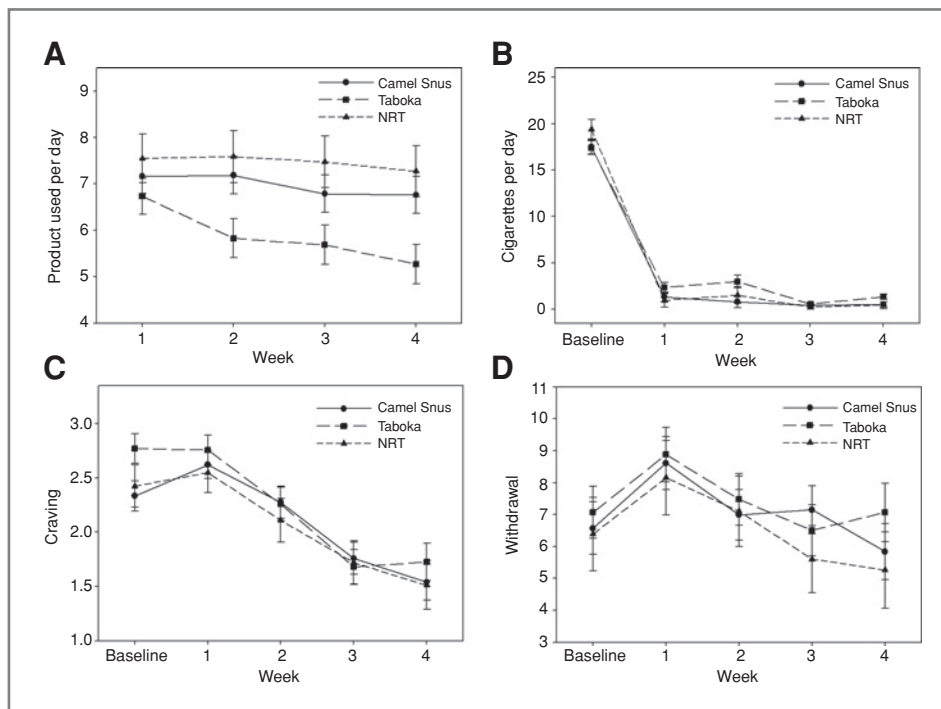 A
Camel Snus
Taboka
NRT
Product used per day
9
8
7
6
5
4
1 2 3 4
Week
B
Camel Snus
Taboka
NRT
Cigarettes per day
25
20
15
10
5
0
Baseline 1 2 3 4
Week
C
Camel Snus
Taboka
NRT
Craving
3.0
2.5
2.0
1.5
1.0
Baseline 1 2 3 4
Week
D
Camel Snus
Taboka
NRT
Withdrawal
11
10
9
8
7
6
5
4
3
Baseline 1 2 3 4
Week